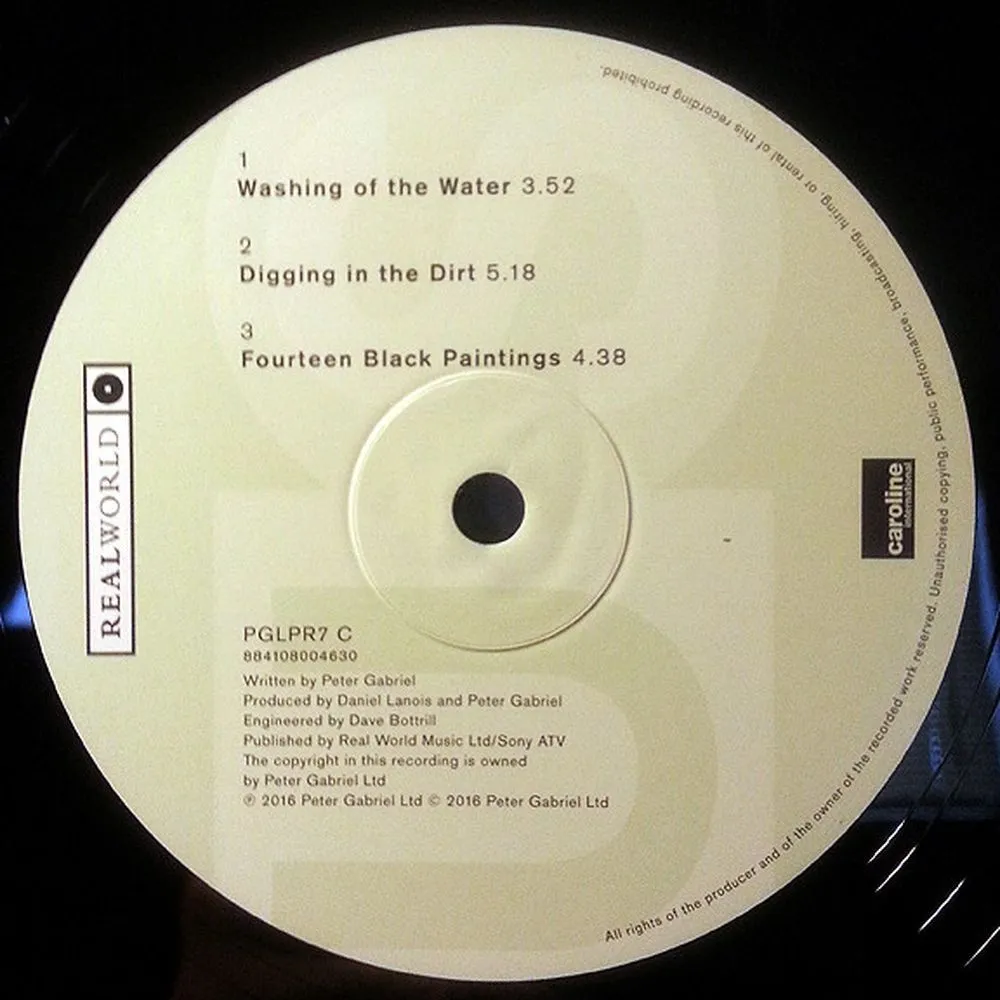 1
Washing of the Water 3.52
2
Digging in the Dirt 5.18
3
Fourteen Black Paintings 4.38
REALWORLD
caroline
international
PGLPR7 C
884108004630
Written by Peter Gabriel
Produced by Daniel Lanois and Peter Gabriel
Engineered by Dave Bottrill
Published by Real World Music Ltd/Sony ATV
The copyright in this recording is owned
by Peter Gabriel Ltd
℗ 2016 Peter Gabriel Ltd © 2016 Peter Gabriel Ltd
All rights of the producer and of the owner of the recorded work reserved. Unauthorised copying, public performance, broadcasting, hiring, or rental of this recording prohibited.